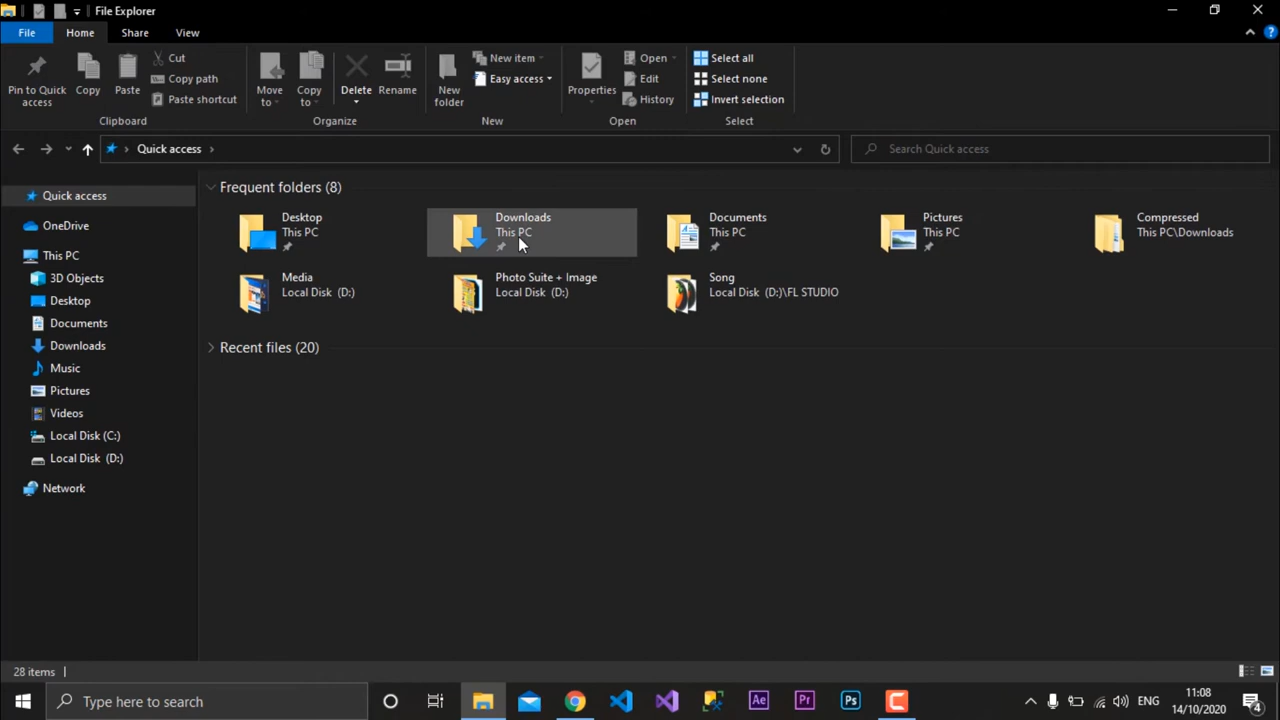 File Explorer
File Home Share View
Pin to Quick access
Copy
Paste
Cut
Copy path
Paste shortcut
Clipboard
Move to
Copy to
Delete
Rename
Organize
New folder
New item
Easy access
New
Properties
Open
Edit
History
Open
Select all
Select none
Invert selection
Select
Quick access
Search Quick access
Quick access
OneDrive
This PC
3D Objects
Desktop
Documents
Downloads
Music
Pictures
Videos
Local Disk (C:)
Local Disk (D:)
Network
Frequent folders (8)
Desktop
This PC
Downloads
This PC
Documents
This PC
Pictures
This PC
Compressed
This PC\Downloads
Media
Local Disk (D:)
Photo Suite + Image
Local Disk (D:)
Song
Local Disk (D:)\FL STUDIO
Recent files (20)
28 items
Type here to search
Ae
Pr
Ps
ENG
11:08
14/10/2020
4